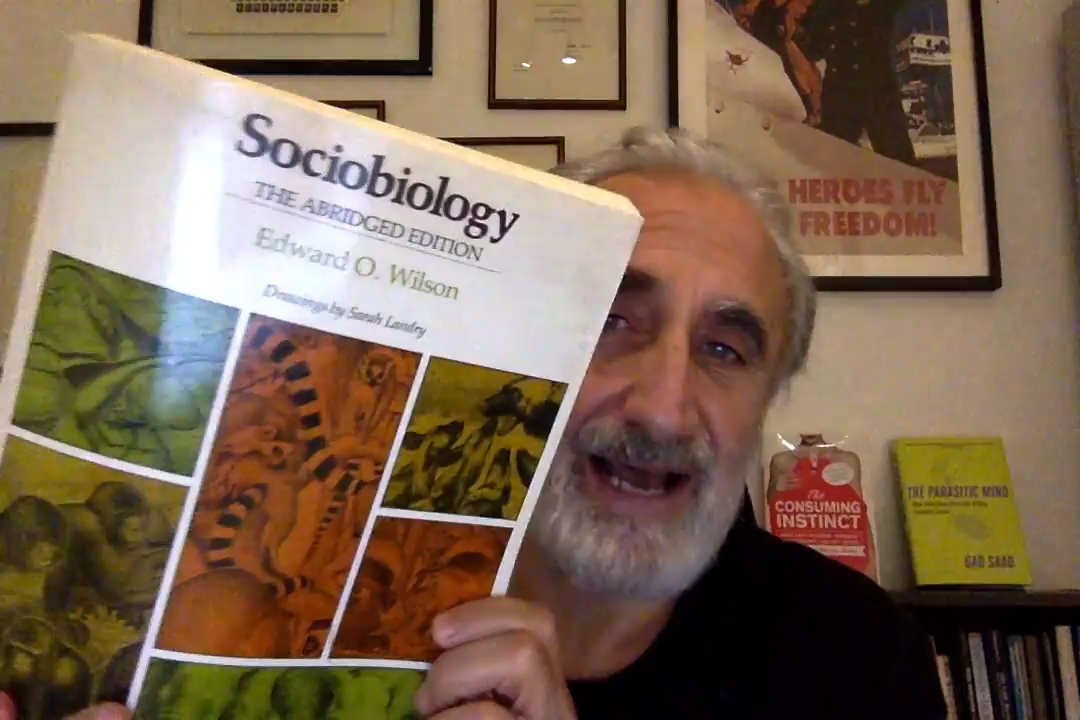 Sociobiology
THE ABRIDGED EDITION
Edward O. Wilson
Drawings by Sarah Landry
HEROES FLY
FREEDOM!
The
CONSUMING
INSTINCT
THE PARASITIC MIND
GAD SAAD